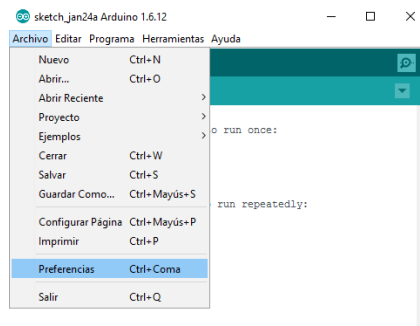 sketch_jan24a Arduino 1.6.12
Archivo Editar Programa Herramientas Ayuda
Nuevo Ctrl+N
Abrir... Ctrl+O
Abrir Reciente
Proyecto
Ejemplos
o run once:
Cerrar Ctrl+W
Salvar Ctrl+S
Guardar Como... Ctrl+Mayús+S
run repeatedly:
Configurar Página Ctrl+Mayús+P
Imprimir Ctrl+P
Preferencias Ctrl+Coma
Salir Ctrl+Q